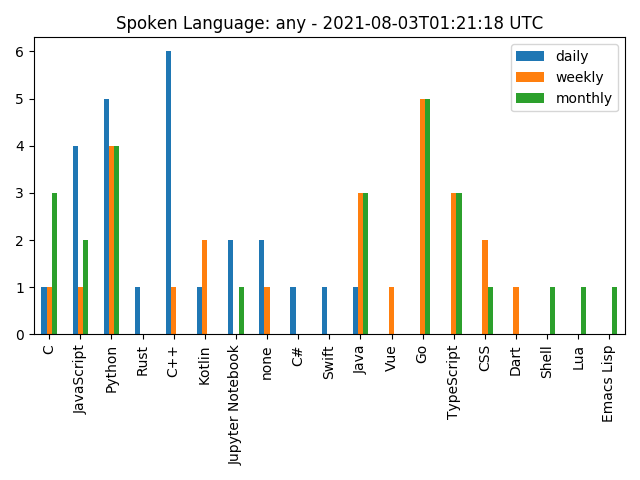 Spoken Language: any - 2021-08-03T01:21:18 UTC
daily
weekly
monthly
6
5
4
3
2
1
0
C
JavaScript
Python
Rust
C++
Kotlin
Jupyter Notebook
none
C#
Swift
Java
Vue
Go
TypeScript
CSS
Dart
Shell
Lua
Emacs Lisp